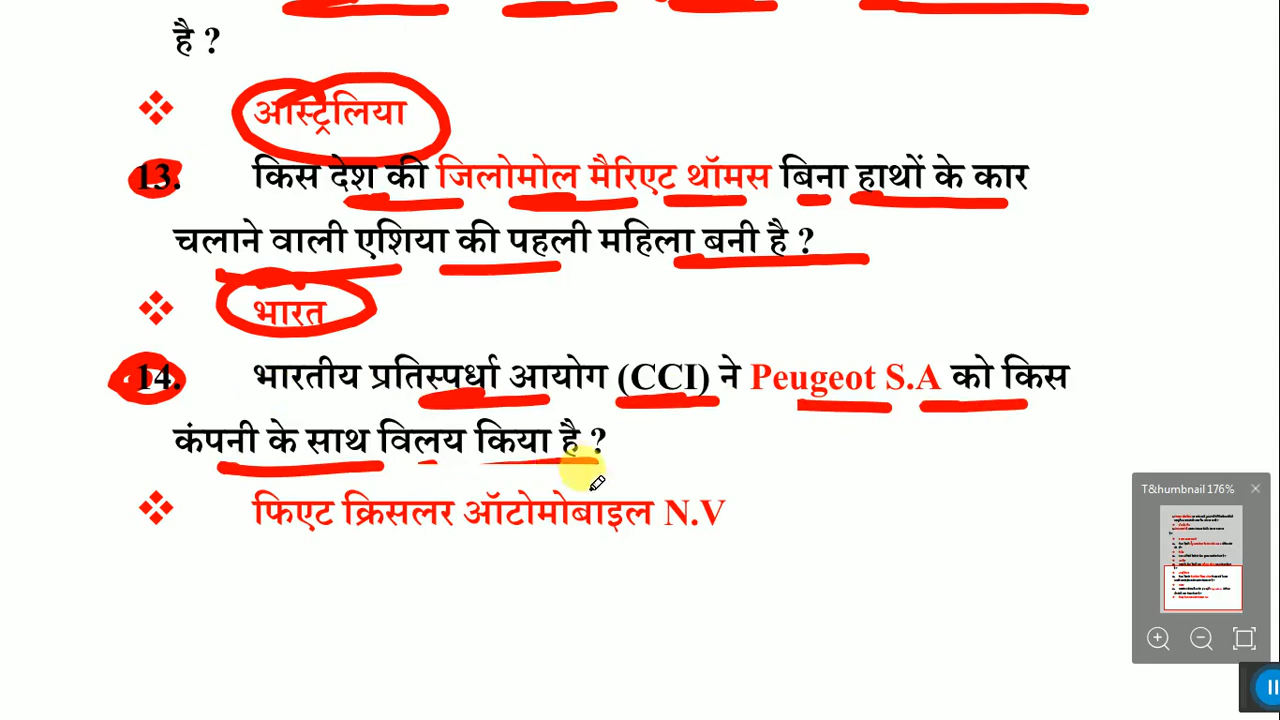 है ?
❖ आस्ट्रेलिया
13. किस देश की जिलोमोल मैरिएट थॉमस बिना हाथों के कार
चलाने वाली एशिया की पहली महिला बनी है ?
❖ भारत
14. भारतीय प्रतिस्पर्धा आयोग (CCI) ने Peugeot S.A को किस
कंपनी के साथ विलय किया है ?
❖ फिएट क्रिसलर ऑटोमोबाइल N.V
T&humbnail 176%